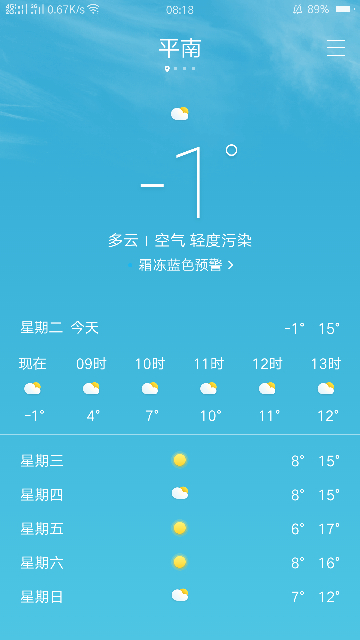 0.67K/s 08:18 89%
平南
-1°
多云 | 空气 轻度污染
霜冻蓝色预警
星期二 今天 -1° 15°
现在 09时 10时 11时 12时 13时
-1° 4° 7° 10° 11° 12°
星期三 8° 15°
星期四 8° 15°
星期五 6° 17°
星期六 8° 16°
星期日 7° 12°